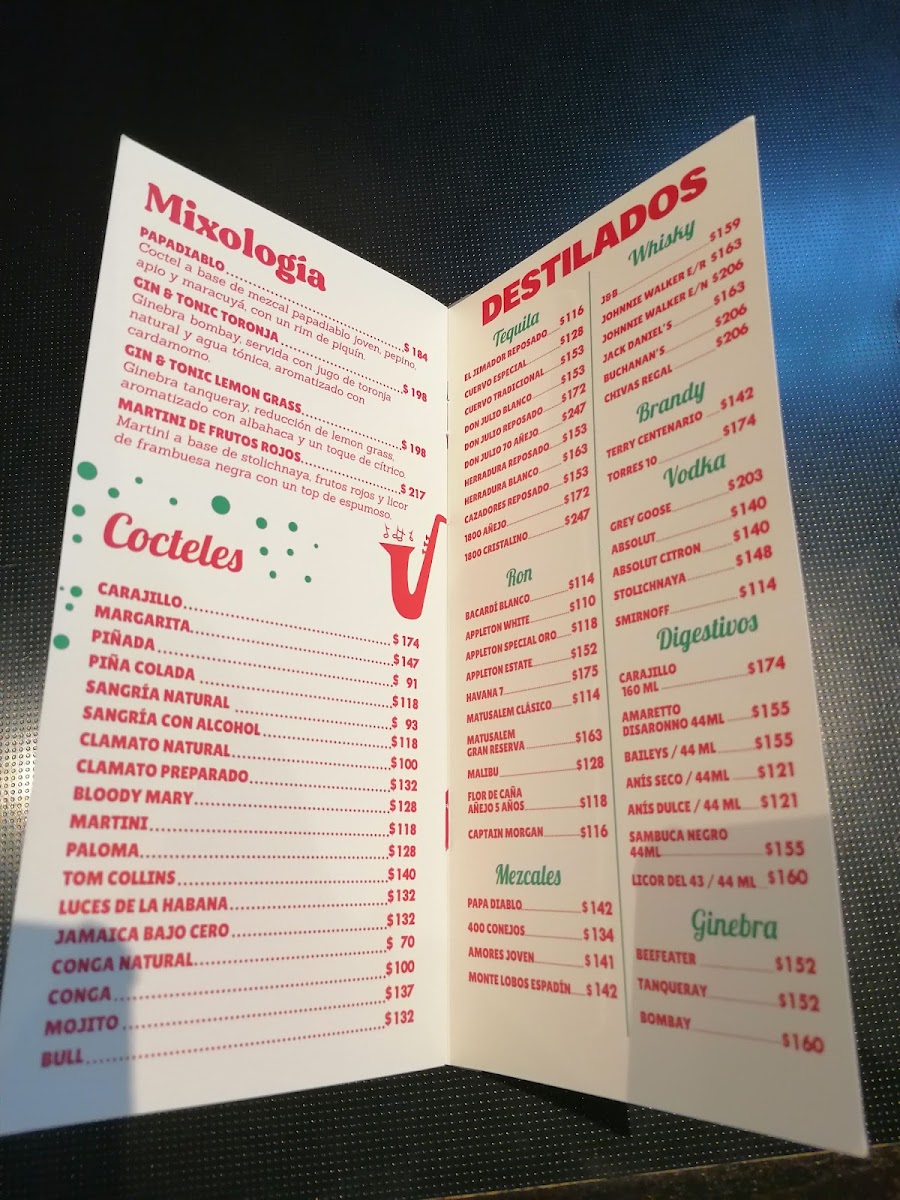 Mixología
PAPADIABLO $ 184
Coctel a base de mezcal papadiablo joven, pepino,
apio y maracuyá, con un rim de piquín.
GIN & TONIC TORONJA $ 198
Ginebra bombay, servida con jugo de toronja
natural y agua tónica, aromatizado con
cardamomo.
GIN & TONIC LEMON GRASS $ 198
Ginebra tanqueray, reducción de lemon grass,
aromatizado con albahaca y un toque de cítrico
MARTINI DE FRUTOS ROJOS $ 217
Martini a base de stolichnaya, frutos rojos y licor
de frambuesa negra con un top de espumoso.
Cocteles
CARAJILLO $ 174
MARGARITA $147
PIÑADA $ 91
PIÑA COLADA $118
SANGRÍA NATURAL $ 93
SANGRÍA CON ALCOHOL $118
CLAMATO NATURAL $100
CLAMATO PREPARADO $132
BLOODY MARY $128
MARTINI $118
PALOMA $128
TOM COLLINS $140
LUCES DE LA HABANA $132
JAMAICA BAJO CERO $132
CONGA NATURAL $ 70
CONGA $100
MOJITO $137
BULL $132
DESTILADOS
Tequila
EL JIMADOR REPOSADO $116
CUERVO ESPECIAL $128
CUERVO TRADICIONAL $153
DON JULIO BLANCO $153
DON JULIO REPOSADO $172
DON JULIO 70 AÑEJO $247
HERRADURA REPOSADO $153
HERRADURA BLANCO $163
CAZADORES REPOSADO $153
1800 AÑEJO $172
1800 CRISTALINO $247
Ron
BACARDÍ BLANCO $114
APPLETON WHITE $110
APPLETON SPECIAL ORO $118
APPLETON ESTATE $152
HAVANA 7 $175
MATUSALEM CLÁSICO $114
MATUSALEM
GRAN RESERVA $163
MALIBU $128
FLOR DE CAÑA
AÑEJO 5 AÑOS $118
CAPTAIN MORGAN $116
Mezcales
PAPA DIABLO $142
400 CONEJOS $134
AMORES JOVEN $141
MONTE LOBOS ESPADÍN $142
Whisky
J&B $159
JOHNNIE WALKER E/R $163
JOHNNIE WALKER E/N $206
JACK DANIEL'S $163
BUCHANAN'S $206
CHIVAS REGAL $206
Brandy
TERRY CENTENARIO $142
TORRES 10 $174
Vodka
GREY GOOSE $203
ABSOLUT $140
ABSOLUT CITRON $140
STOLICHNAYA $148
SMIRNOFF $114
Digestivos
CARAJILLO
160 ML $174
AMARETTO
DISARONNO 44ML $155
BAILEYS / 44 ML $155
ANÍS SECO / 44ML $121
ANÍS DULCE / 44 ML $121
SAMBUCA NEGRO
44ML $155
LICOR DEL 43 / 44 ML $160
Ginebra
BEEFEATER $152
TANQUERAY $152
BOMBAY $160